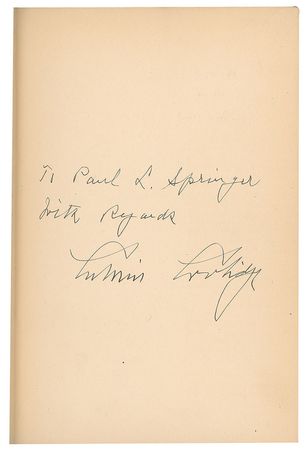 To Paul L. Springer
With Regards
Calvin Coolidge